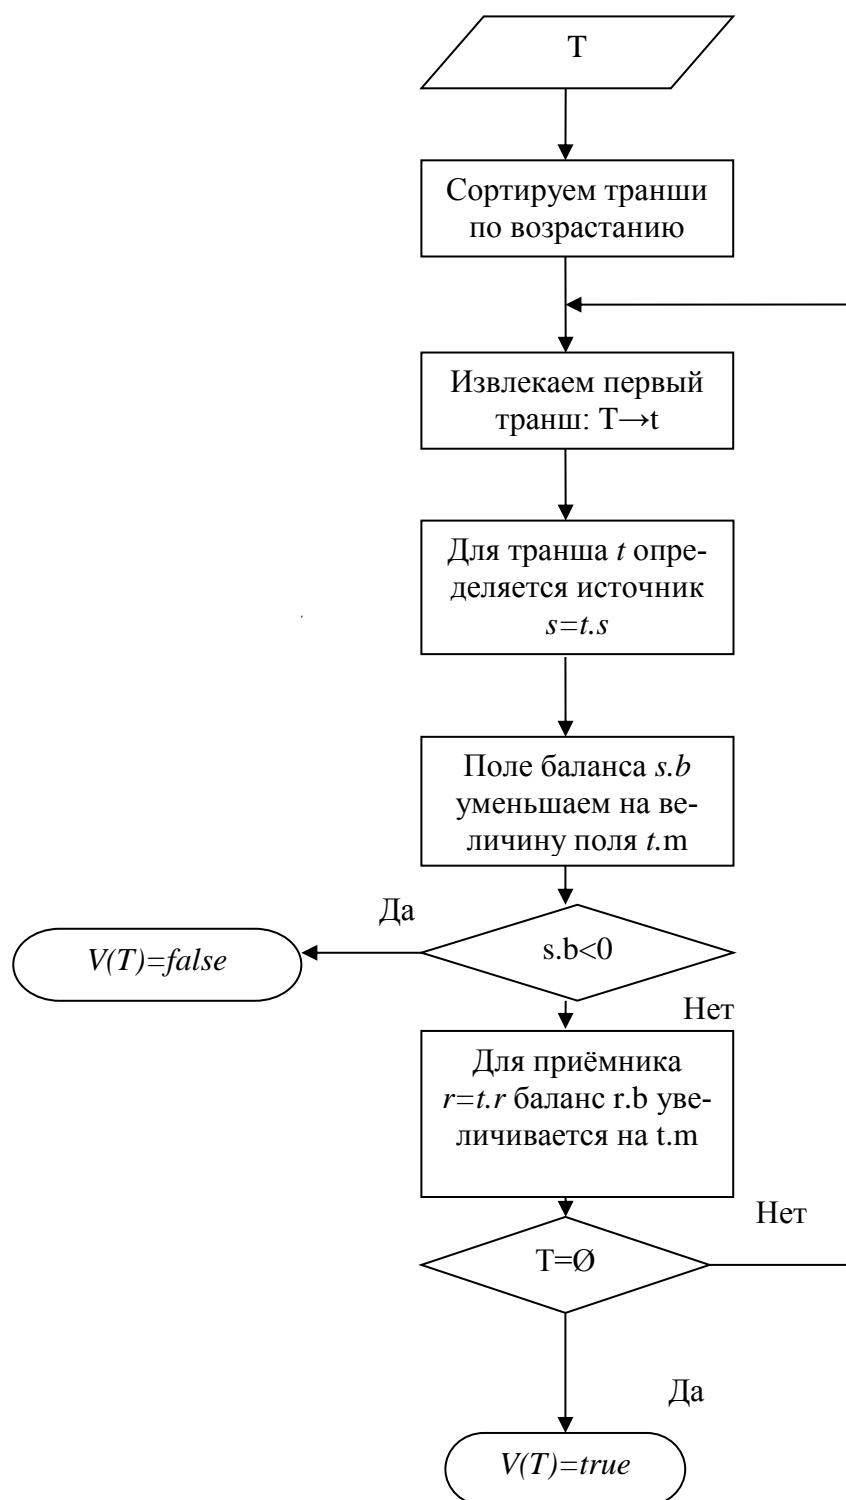 T
Сортируем транши
по возрастанию
Извлекаем первый
транш: T→t
Для транша t опре-
деляется источник
s=t.s
Поле баланса s.b
уменьшаем на ве-
личину поля t.m
Да
s.b<0
V(T)=false
Нет
Для приёмника
r=t.r баланс r.b уве-
личивается на t.m
Нет
T=Ø
Да
V(T)=true